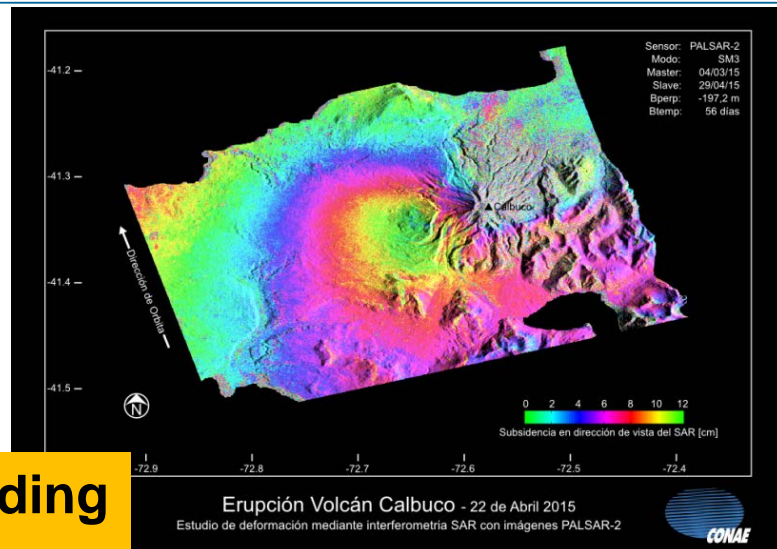 Sensor: PALSAR-2
Modo: SM3
Master: 04/03/15
Slave: 29/04/15
Bperp: -197,2 m
Btemp: 56 días
-41.2
-41.3
-41.4
-41.5
Calbuco
Dirección de Orbita
N
0 2 4 6 8 10 12
Subsidencia en dirección de vista del SAR [cm]
-72.9 -72.8 -72.7 -72.6 -72.5 -72.4
ding
Erupción Volcán Calbuco - 22 de Abril 2015
Estudio de deformación mediante interferometria SAR con imágenes PALSAR-2
CONAE